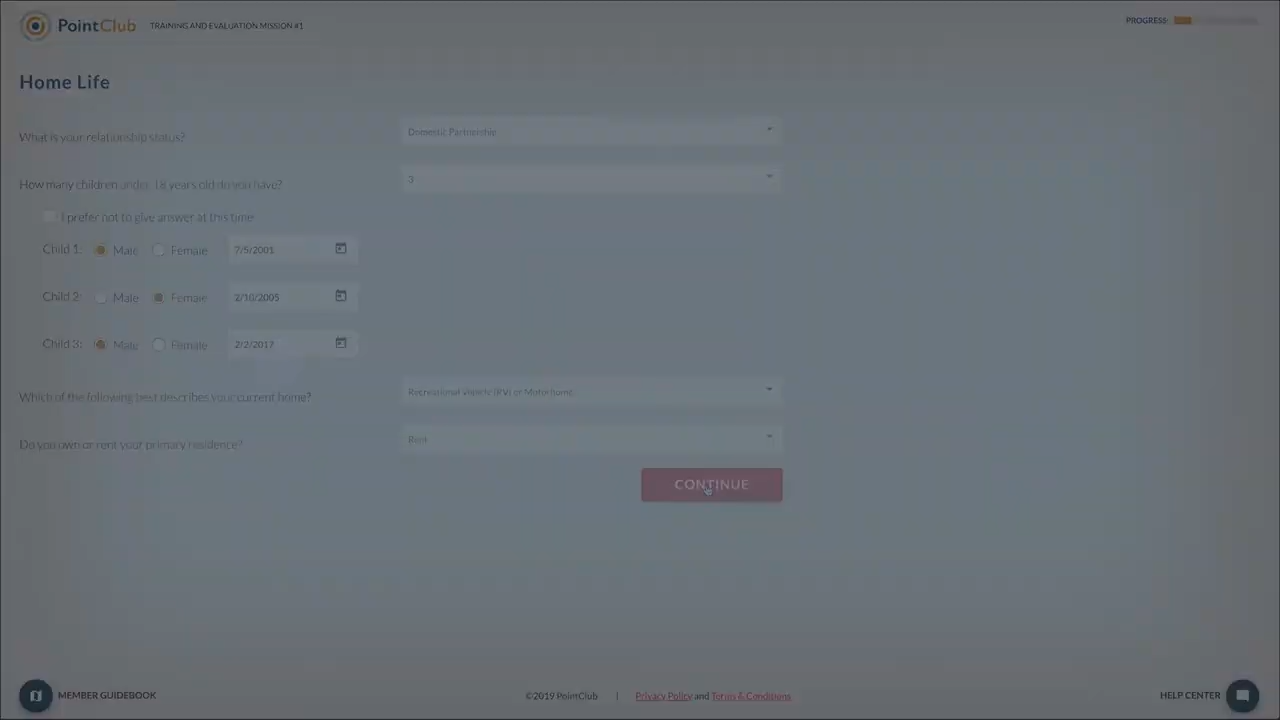 PointClub TRAINING AND EVALUATION MISSION #1 PROGRESS:
Home Life
What is your relationship status? Domestic Partnership
How many children under 18 years old do you have? 3
I prefer not to give answer at this time
Child 1: Male Female 7/5/2001
Child 2: Male Female 2/10/2005
Child 3: Male Female 2/2/2017
Which of the following best describes your current home? Recreational Vehicle (RV) or Motorhome
Do you own or rent your primary residence? Rent
CONTINUE
MEMBER GUIDEBOOK ©2019 PointClub | Privacy Policy and Terms & Conditions HELP CENTER